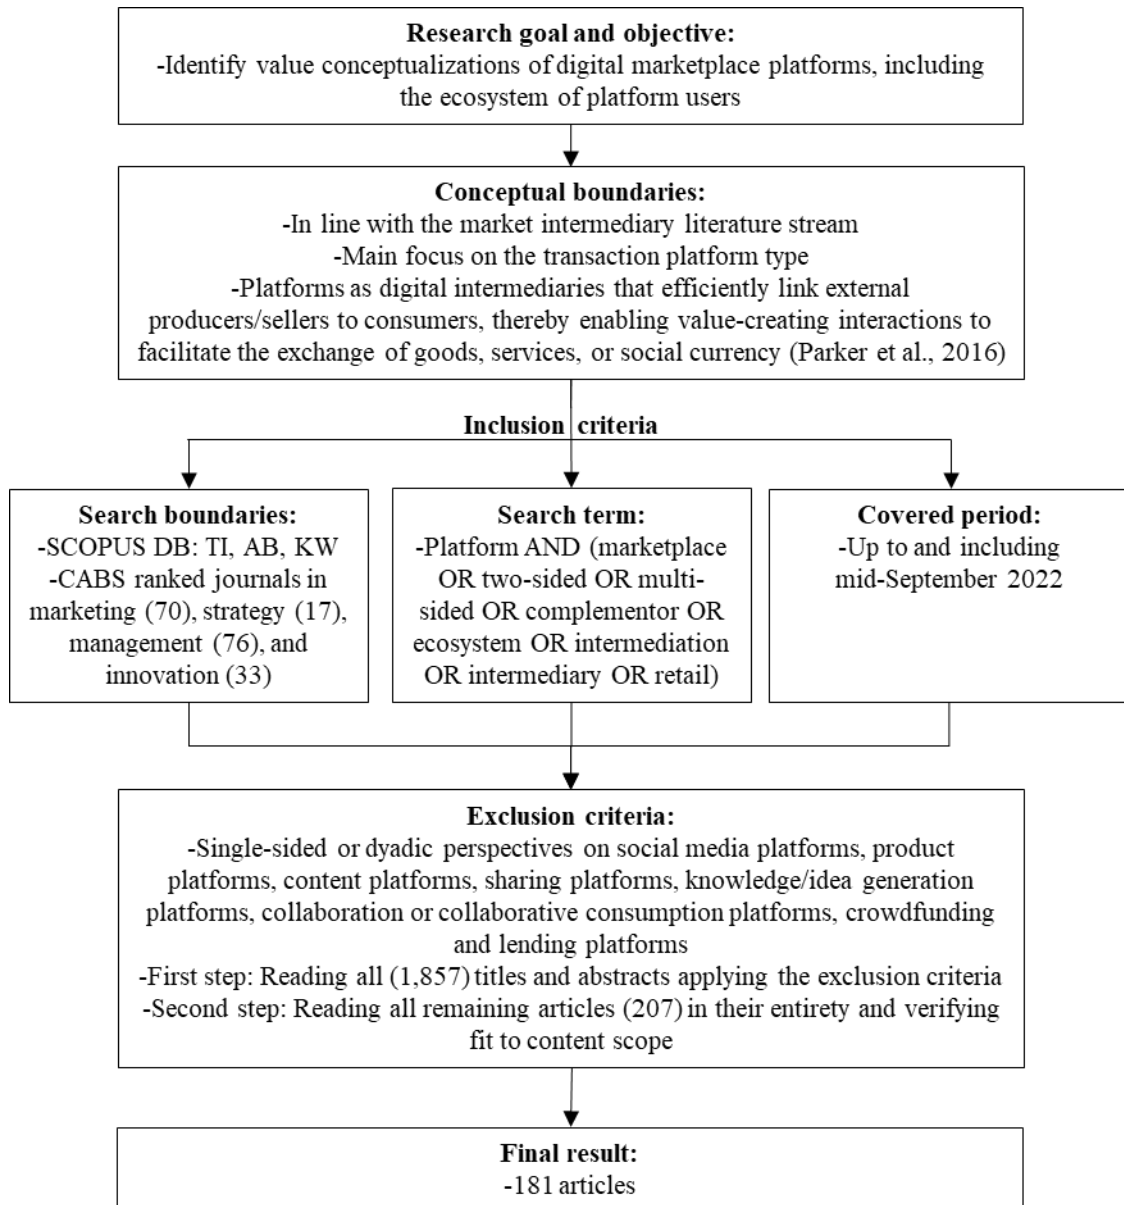 Research goal and objective:
-Identify value conceptualizations of digital marketplace platforms, including
the ecosystem of platform users
Conceptual boundaries:
-In line with the market intermediary literature stream
-Main focus on the transaction platform type
-Platforms as digital intermediaries that efficiently link external
producers/sellers to consumers, thereby enabling value-creating interactions to
facilitate the exchange of goods, services, or social currency (Parker et al., 2016)
Inclusion criteria
Search boundaries:
-SCOPUS DB: TI, AB, KW
-CABS ranked journals in
marketing (70), strategy (17),
management (76), and
innovation (33)
Search term:
-Platform AND (marketplace
OR two-sided OR multi-
sided OR complementor OR
ecosystem OR intermediation
OR intermediary OR retail)
Covered period:
-Up to and including
mid-September 2022
Exclusion criteria:
-Single-sided or dyadic perspectives on social media platforms, product
platforms, content platforms, sharing platforms, knowledge/idea generation
platforms, collaboration or collaborative consumption platforms, crowdfunding
and lending platforms
-First step: Reading all (1,857) titles and abstracts applying the exclusion criteria
-Second step: Reading all remaining articles (207) in their entirety and verifying
fit to content scope
Final result:
-181 articles